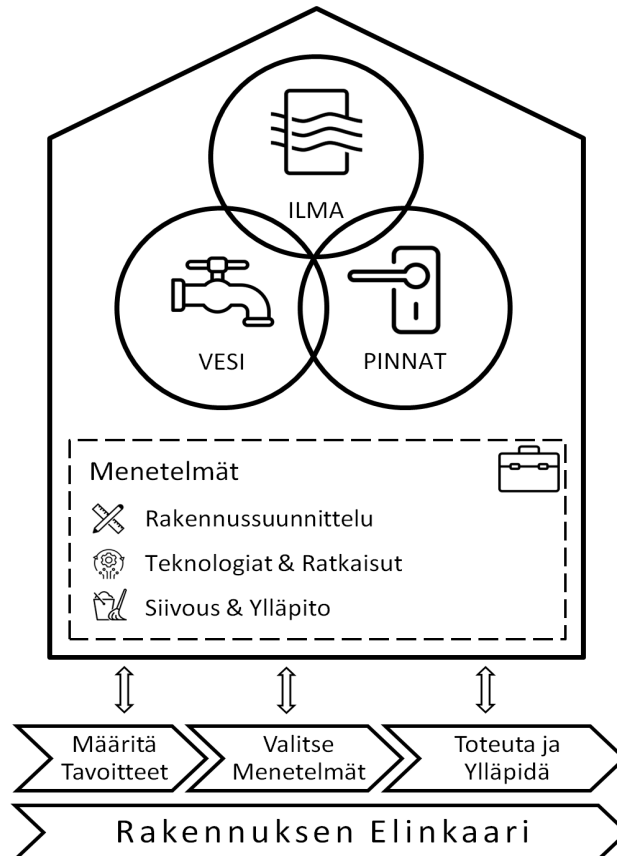 ILMA
VESI
PINNAT
Menetelmät
Rakennussuunnittelu
Teknologiat & Ratkaisut
Siivous & Ylläpito
Määritä
Tavoitteet
Valitse
Menetelmät
Toteuta ja
Ylläpidä
Rakennuksen Elinkaari